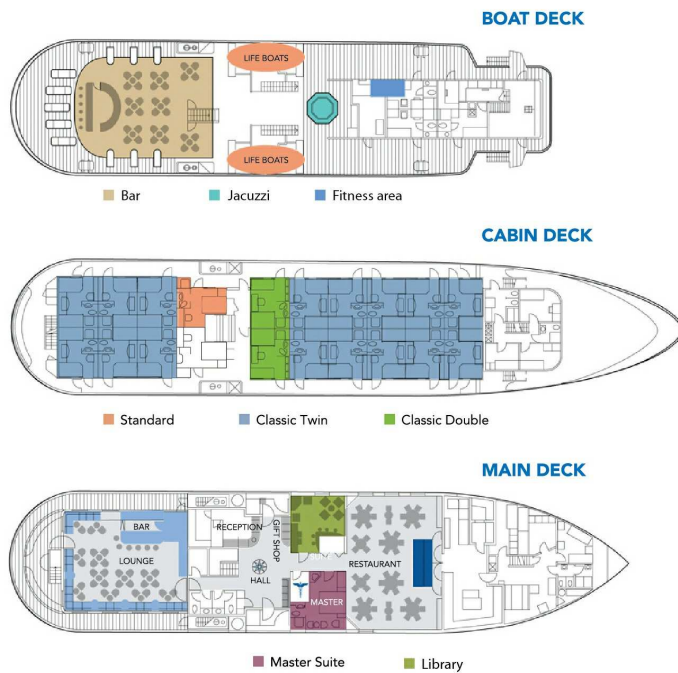 BOAT DECK
LIFE BOATS
LIFE BOATS
Bar
Jacuzzi
Fitness area
CABIN DECK
Standard
Classic Twin
Classic Double
MAIN DECK
BAR
RECEPTION
GIFT SHOP
LOUNGE
RESTAURANT
HALL
MASTER
Master Suite
Library